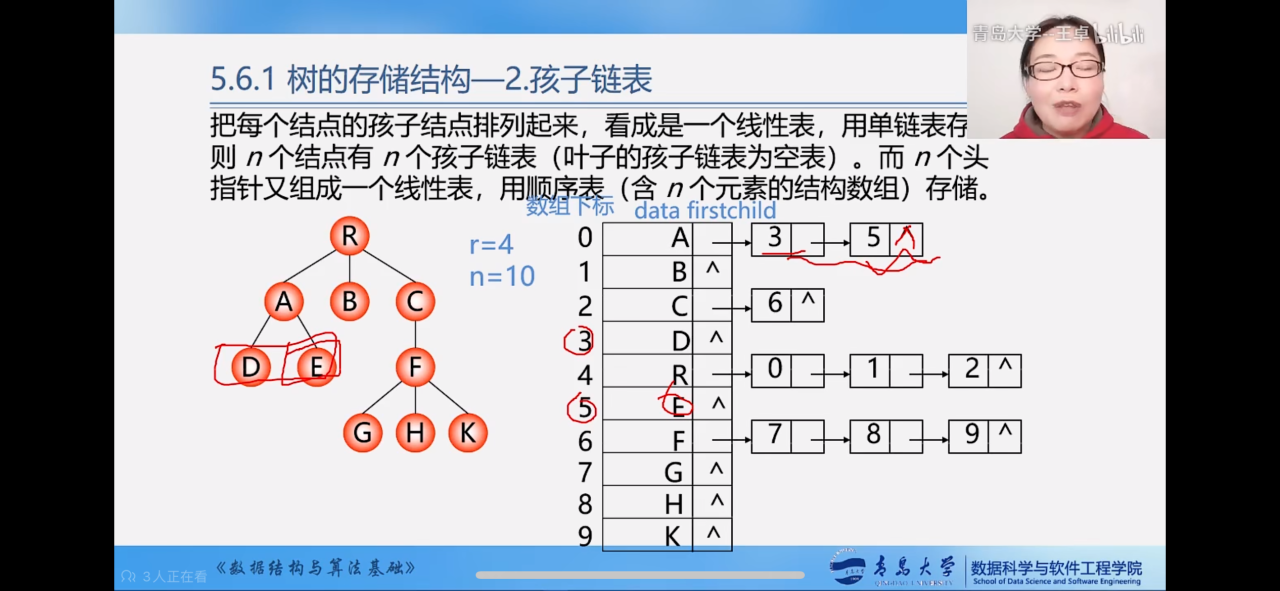 青岛大学-王卓 bilibili
5.6.1 树的存储结构—2.孩子链表
把每个结点的孩子结点排列起来，看成是一个线性表，用单链表存
则 n 个结点有 n 个孩子链表（叶子的孩子链表为空表）。而 n 个头
指针又组成一个线性表，用顺序表（含 n 个元素的结构数组）存储。
数组下标 data firstchild
R
A B C
D E F
G H K
r=4
n=10
0 A 3 5 ^
1 B ^
2 C 6 ^
3 D ^
4 R 0 1 2 ^
5 E ^
6 F 7 8 9 ^
7 G ^
8 H ^
9 K ^
3人正在看
《数据结构与算法基础》
青岛大学
QINGDAO UNIVERSITY
数据科学与软件工程学院
School of Data Science and Software Engineering